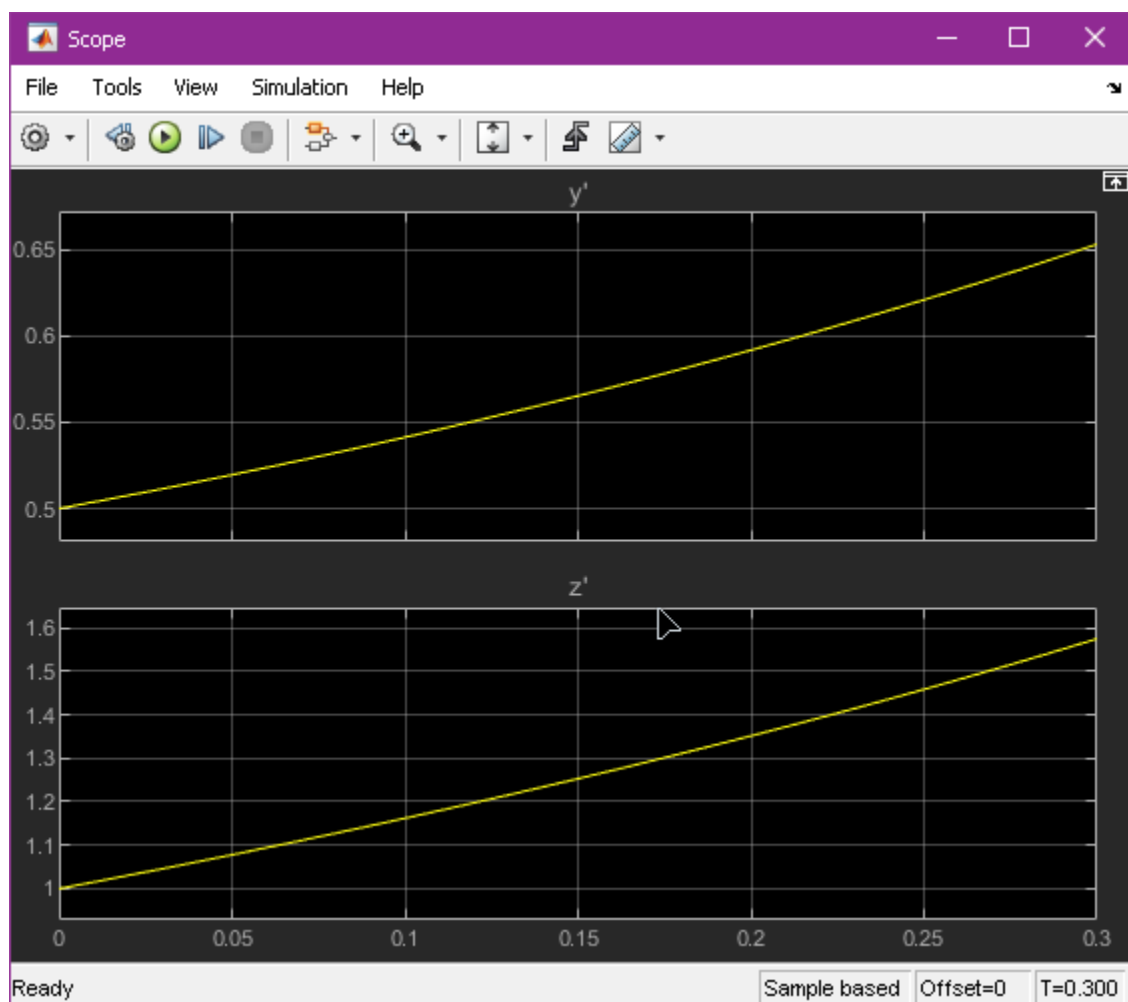 Scope
File Tools View Simulation Help
y'
0.65
0.6
0.55
0.5
z'
1.6
1.5
1.4
1.3
1.2
1.1
1
0 0.05 0.1 0.15 0.2 0.25 0.3
Ready Sample based Offset=0 T=0.300